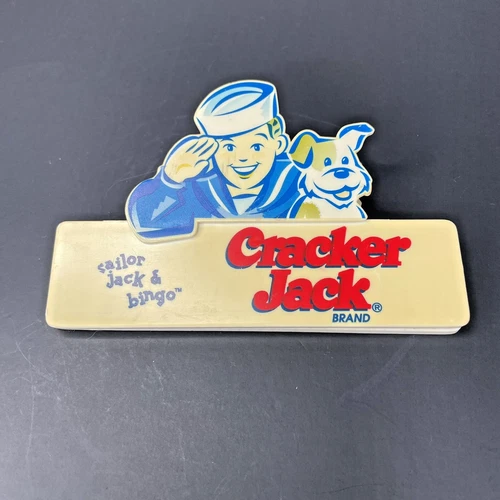 sailor
jack &
bingo™
Cracker
Jack®
BRAND